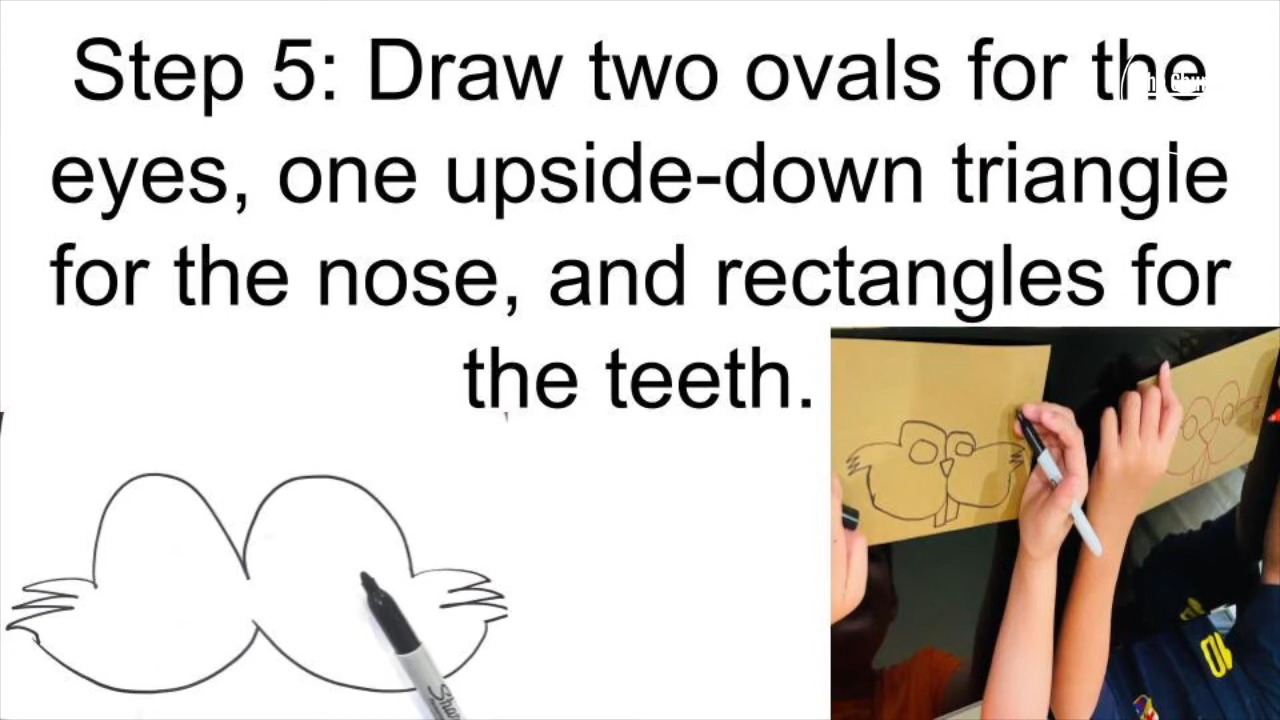 Step 5: Draw two ovals for the
eyes, one upside-down triangle
for the nose, and rectangles for
the teeth.